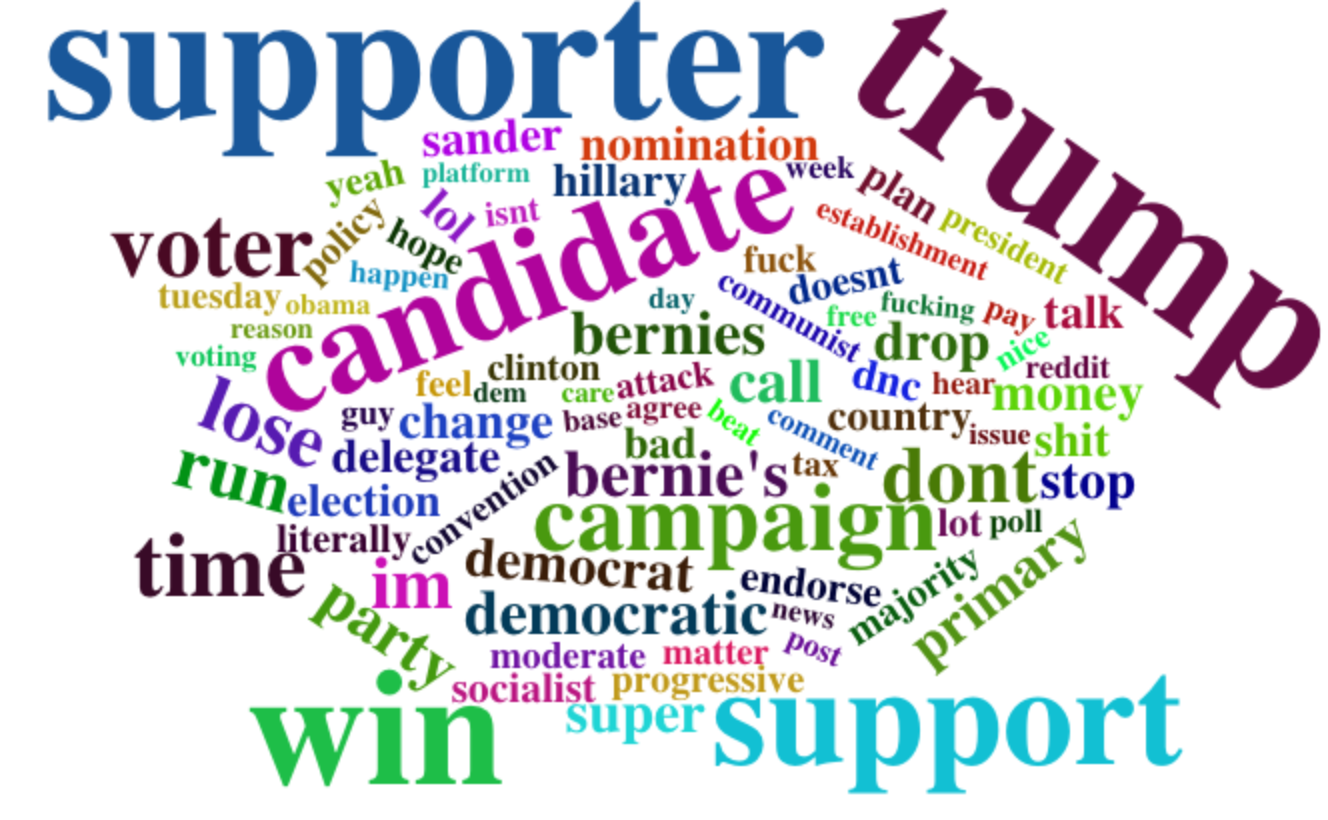 supporter
trump
sander
nomination
yeah
platform
hillary
week
plan
lol
isnt
candidate
establishment
president
voter
policy
hope
happen
fuck
doesnt
tuesday
obama
day
communist
free
fucking
pay
talk
reason
bernies
drop
nice
voting
clinton
reddit
feel
dem
care
attack
call
dnc
hear
money
lose
guy
change
base
agree
beat
comment
country
issue
shit
delegate
bad
run
election
convention
bernie's
tax
dont
stop
campaign
lot
poll
literally
time
im
democrat
endorse
majority
primary
party
democratic
news
post
moderate
matter
socialist
progressive
win
super
support